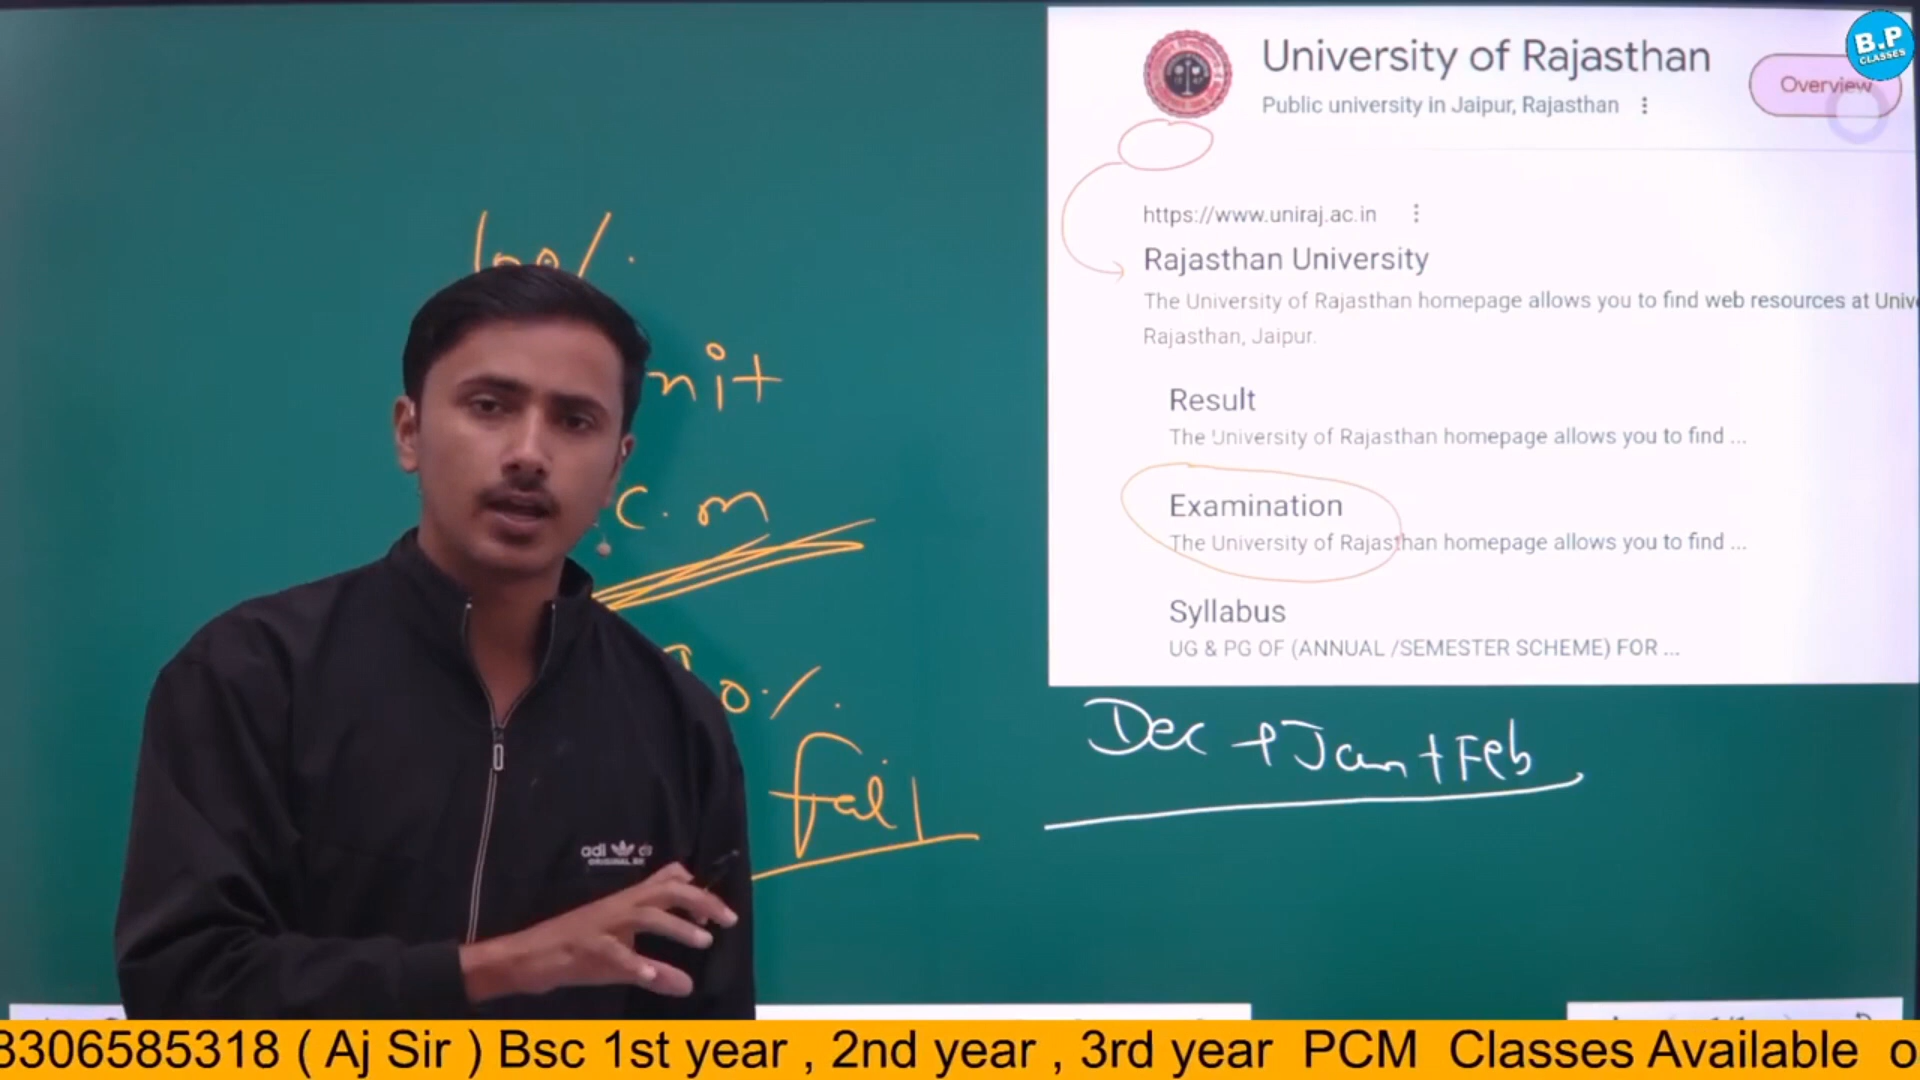 University of Rajasthan
Public university in Jaipur, Rajasthan
Overview
B.P
CLASSES
https://www.uniraj.ac.in
Rajasthan University
The University of Rajasthan homepage allows you to find web resources at Univ
Rajasthan, Jaipur.
Result
The University of Rajasthan homepage allows you to find ...
Examination
The University of Rajasthan homepage allows you to find ...
Syllabus
UG & PG OF (ANNUAL /SEMESTER SCHEME) FOR ...
100%.
nit
C.m
0%.
fail
Dec + Jan + Feb
ORIGINAL
8306585318 ( Aj Sir ) Bsc 1st year , 2nd year , 3rd year PCM Classes Available o